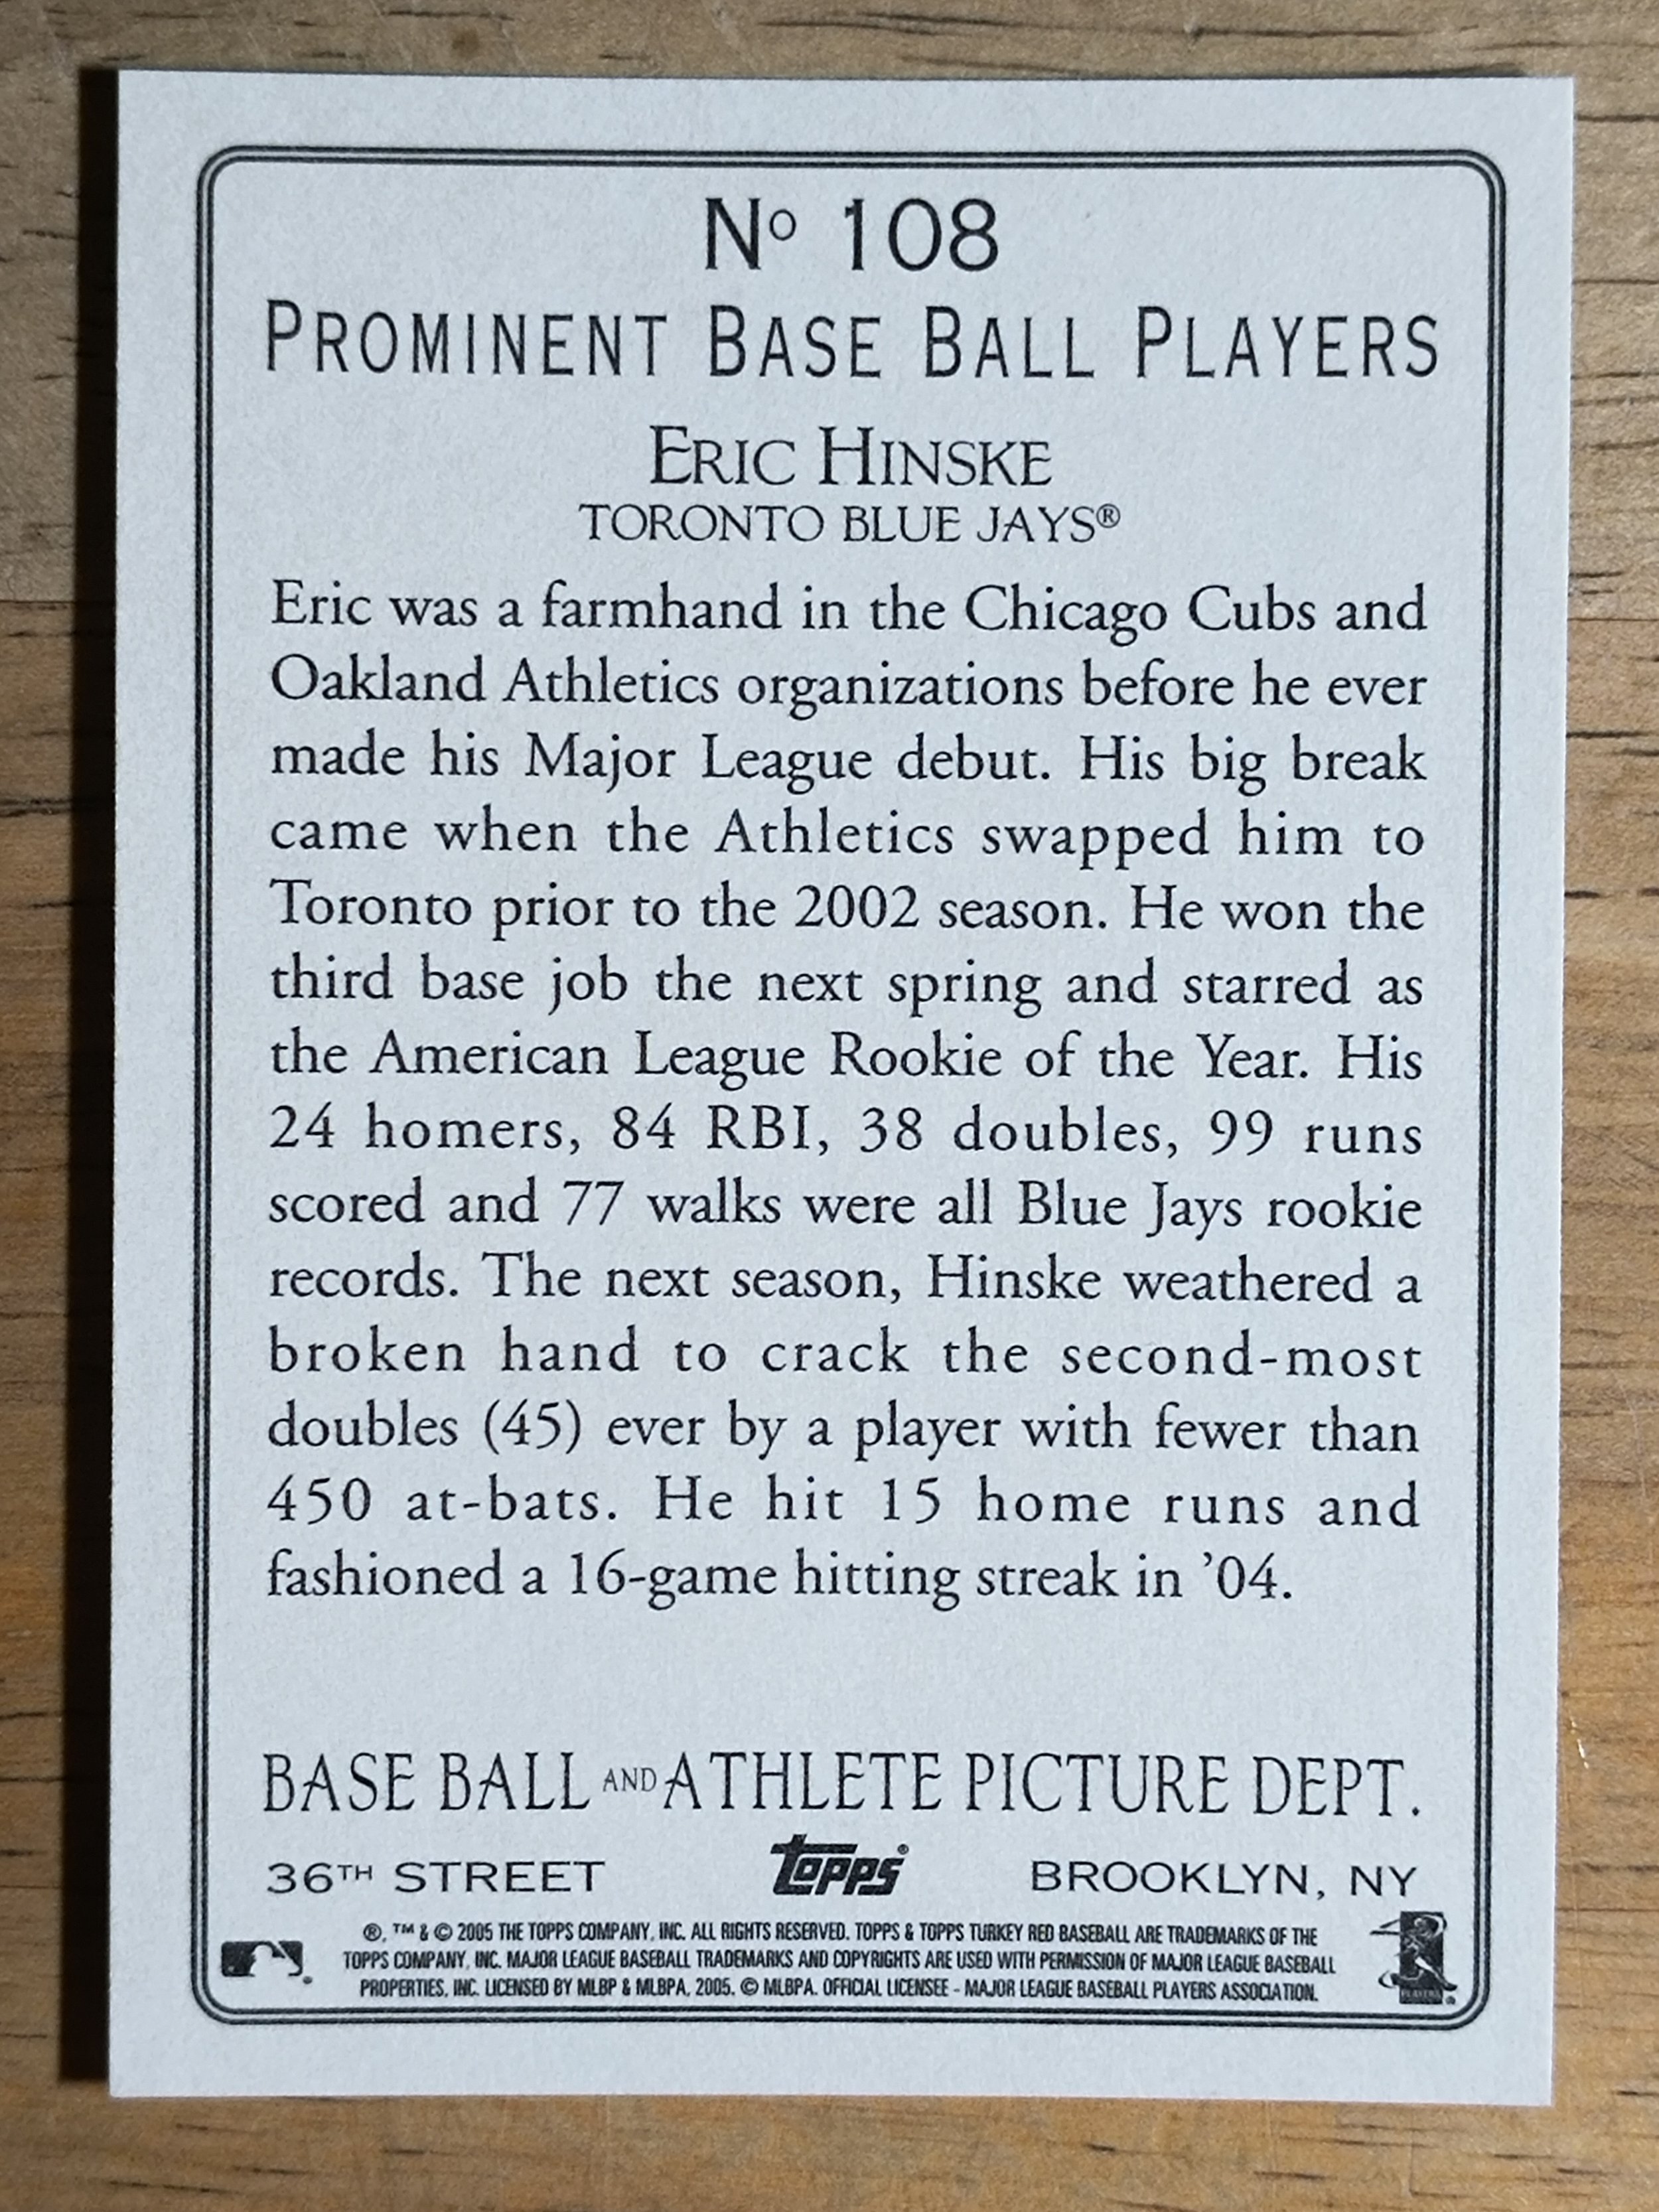 Nº 108
PROMINENT BASE BALL PLAYERS
ERIC HINSKE
TORONTO BLUE JAYS®
Eric was a farmhand in the Chicago Cubs and
Oakland Athletics organizations before he ever
made his Major League debut. His big break
came when the Athletics swapped him to
Toronto prior to the 2002 season. He won the
third base job the next spring and starred as
the American League Rookie of the Year. His
24 homers, 84 RBI, 38 doubles, 99 runs
scored and 77 walks were all Blue Jays rookie
records. The next season, Hinske weathered a
broken hand to crack the second-most
doubles (45) ever by a player with fewer than
450 at-bats. He hit 15 home runs and
fashioned a 16-game hitting streak in ’04.
BASE BALL AND ATHLETE PICTURE DEPT.
36TH STREET topps® BROOKLYN, NY
®, ™ & © 2005 THE TOPPS COMPANY, INC. ALL RIGHTS RESERVED. TOPPS & TOPPS TURKEY RED BASEBALL ARE TRADEMARKS OF THE
TOPPS COMPANY, INC. MAJOR LEAGUE BASEBALL TRADEMARKS AND COPYRIGHTS ARE USED WITH PERMISSION OF MAJOR LEAGUE BASEBALL
PROPERTIES, INC. LICENSED BY MLBP & MLBPA, 2005. © MLBPA. OFFICIAL LICENSEE - MAJOR LEAGUE BASEBALL PLAYERS ASSOCIATION.